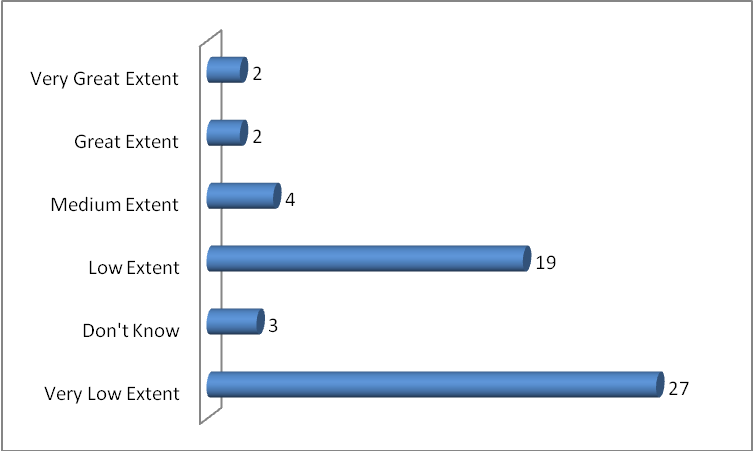 Very Great Extent 2
Great Extent 2
Medium Extent 4
Low Extent 19
Don't Know 3
Very Low Extent 27